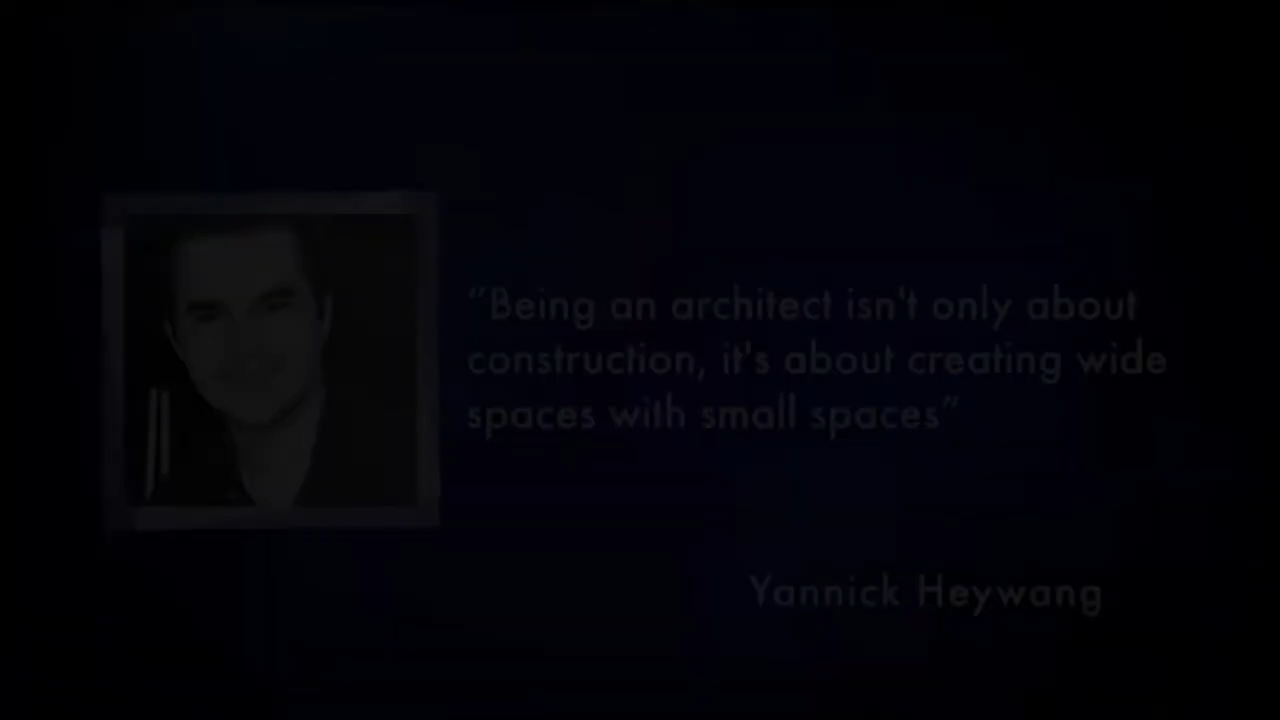 “Being an architect isn't only about
construction, it's about creating wide
spaces with small spaces”
Yannick Heywang